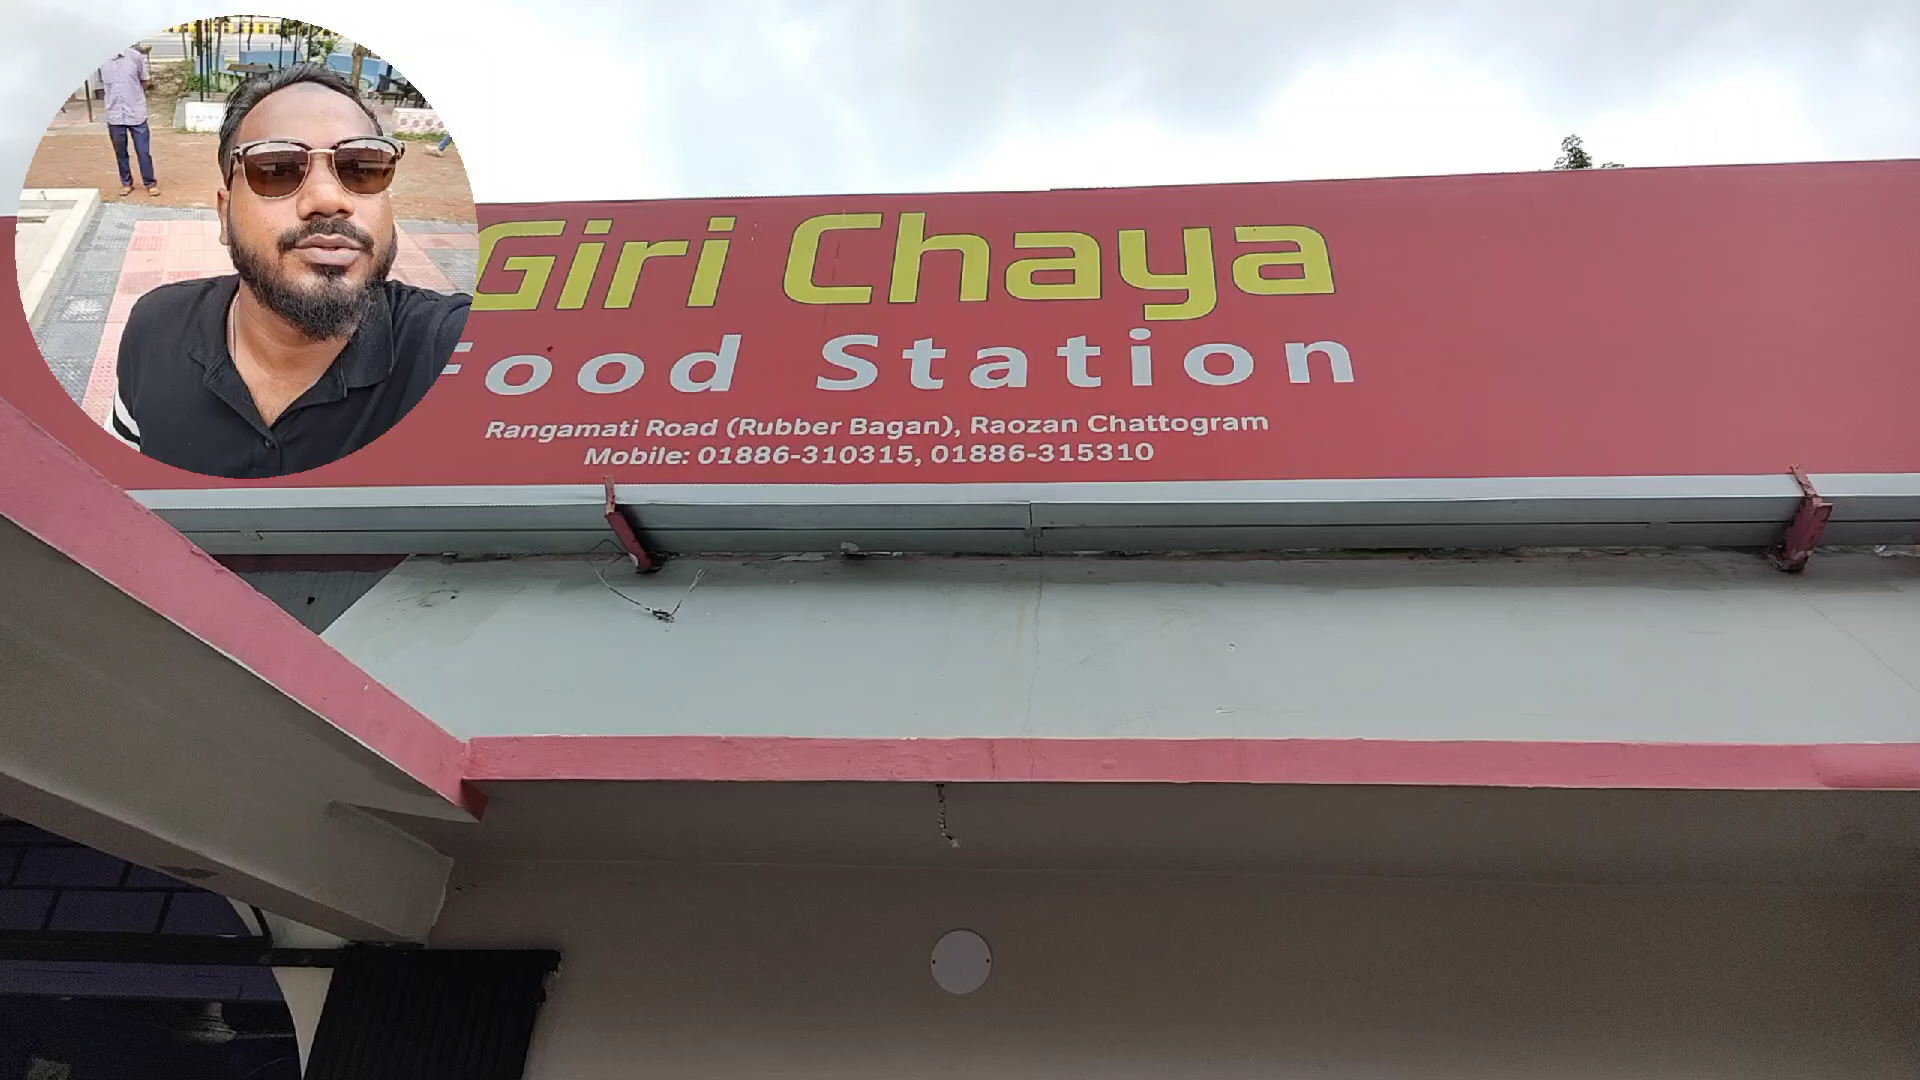 Giri Chaya
Food Station
Rangamati Road (Rubber Bagan), Raozan Chattogram
Mobile: 01886-310315, 01886-315310